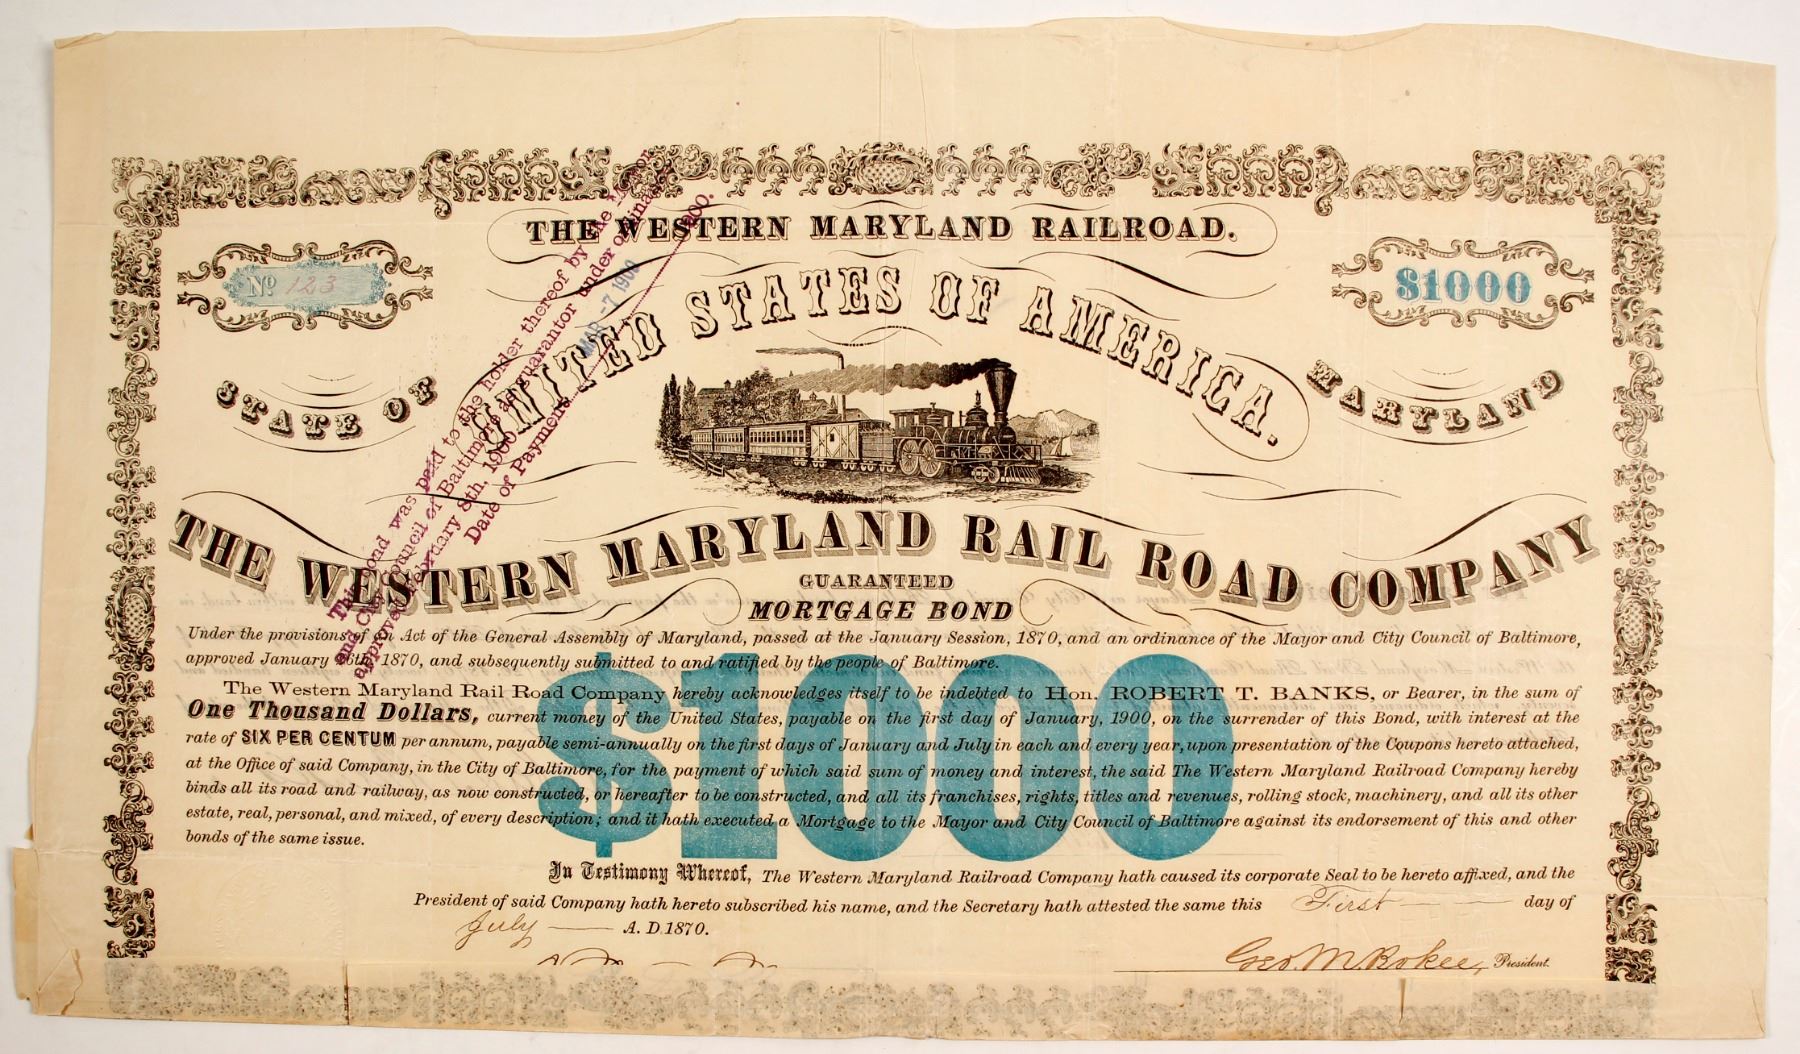 THE WESTERN MARYLAND RAILROAD.
No 123
$1000
UNITED STATES OF AMERICA.
STATE OF
MARYLAND
This bond was paid to the holder thereof by the Mayor
and City Council of Baltimore as guarantor under ordinance
approved February 8th, 1900.
Date of Payment 1900.
MAR -7 1900
THE WESTERN MARYLAND RAIL ROAD COMPANY
GUARANTEED
MORTGAGE BOND
Under the provisions of an Act of the General Assembly of Maryland, passed at the January Session, 1870, and an ordinance of the Mayor and City Council of Baltimore,
approved January 26th 1870, and subsequently submitted to and ratified by the people of Baltimore.
$1000
The Western Maryland Rail Road Company hereby acknowledges itself to be indebted to Hon. ROBERT T. BANKS, or Bearer, in the sum of
One Thousand Dollars, current money of the United States, payable on the first day of January, 1900, on the surrender of this Bond, with interest at the
rate of SIX PER CENTUM per annum, payable semi-annually on the first days of January and July in each and every year, upon presentation of the Coupons hereto attached,
at the Office of said Company, in the City of Baltimore, for the payment of which said sum of money and interest, the said The Western Maryland Railroad Company hereby
binds all its road and railway, as now constructed, or hereafter to be constructed, and all its franchises, rights, titles and revenues, rolling stock, machinery, and all its other
estate, real, personal, and mixed, of every description; and it hath executed a Mortgage to the Mayor and City Council of Baltimore against its endorsement of this and other
bonds of the same issue.
In Testimony Whereof, The Western Maryland Railroad Company hath caused its corporate Seal to be hereto affixed, and the
President of said Company hath hereto subscribed his name, and the Secretary hath attested the same this First day of
July A. D. 1870.
Geo. M. Bokee, President.